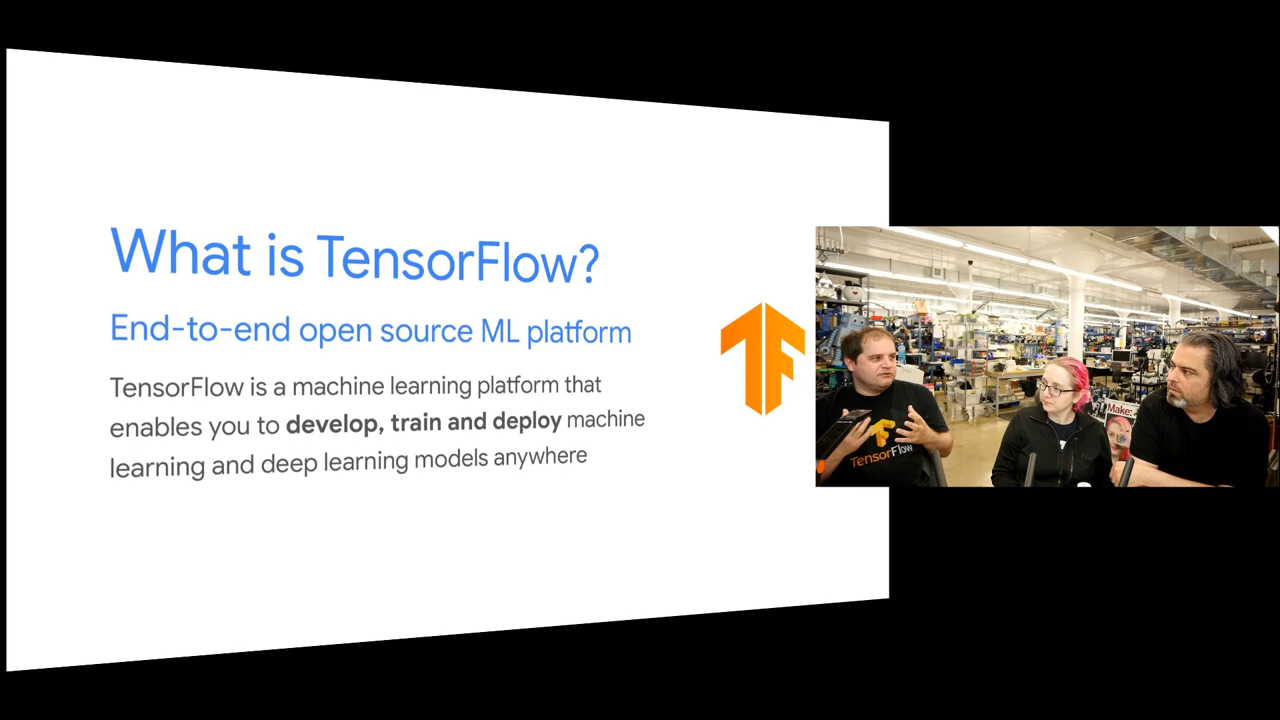 What is TensorFlow?
End-to-end open source ML platform
TensorFlow is a machine learning platform that
enables you to develop, train and deploy machine
learning and deep learning models anywhere
TF
TensorFlow
Make: